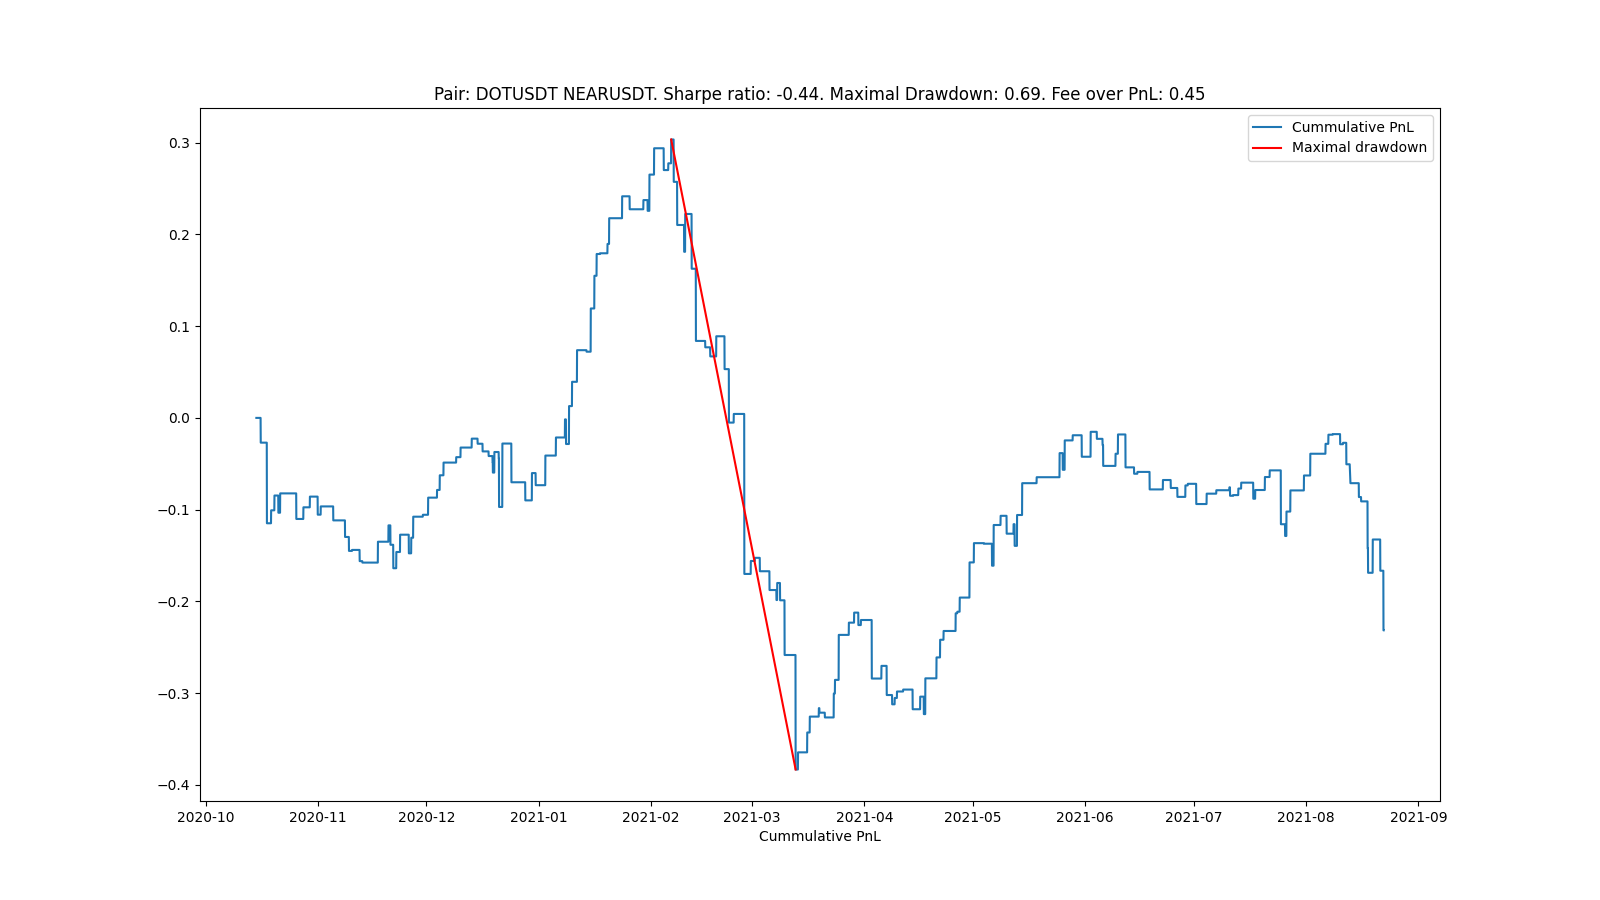 Pair: DOTUSDT NEARUSDT. Sharpe ratio: -0.44. Maximal Drawdown: 0.69. Fee over PnL: 0.45
Cummulative PnL
Maximal drawdown
0.3
0.2
0.1
0.0
−0.1
−0.2
−0.3
−0.4
2020-10 2020-11 2020-12 2021-01 2021-02 2021-03 2021-04 2021-05 2021-06 2021-07 2021-08 2021-09
Cummulative PnL